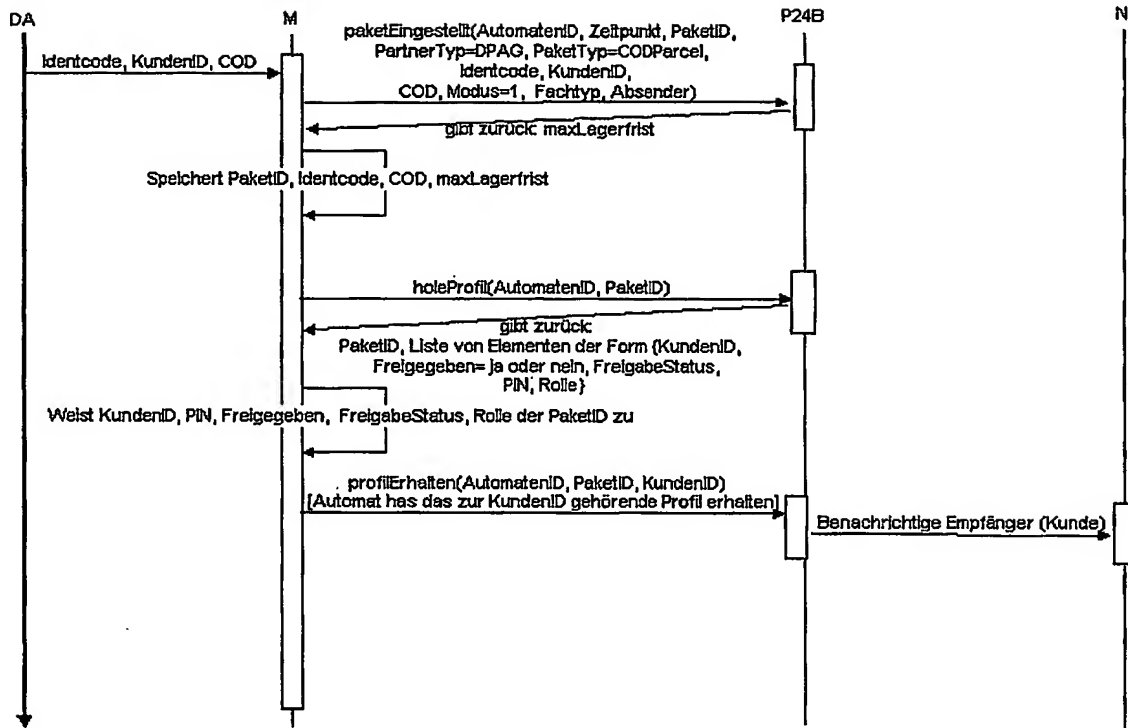 DA
M
P24B
N
paketEingestellt(AutomatenID, Zeitpunkt, PaketID,
PartnerTyp=DPAG, PaketTyp=CODParcel,
Identcode, KundenID,
COD, Modus=1, Fachtyp, Absender)
Identcode, KundenID, COD
gibt zurück: maxLagerfrist
Speichert PaketID, Identcode, COD, maxLagerfrist
holeProfil(AutomatenID, PaketID)
gibt zurück:
PaketID, Liste von Elementen der Form {KundenID,
Freigegeben= ja oder nein, FreigabeStatus,
PIN, Rolle}
Weist KundenID, PIN, Freigegeben, FreigabeStatus, Rolle der PaketID zu
profilErhalten(AutomatenID, PaketID, KundenID)
[Automat has das zur KundenID gehörende Profil erhalten]
Benachrichtige Empfänger (Kunde)